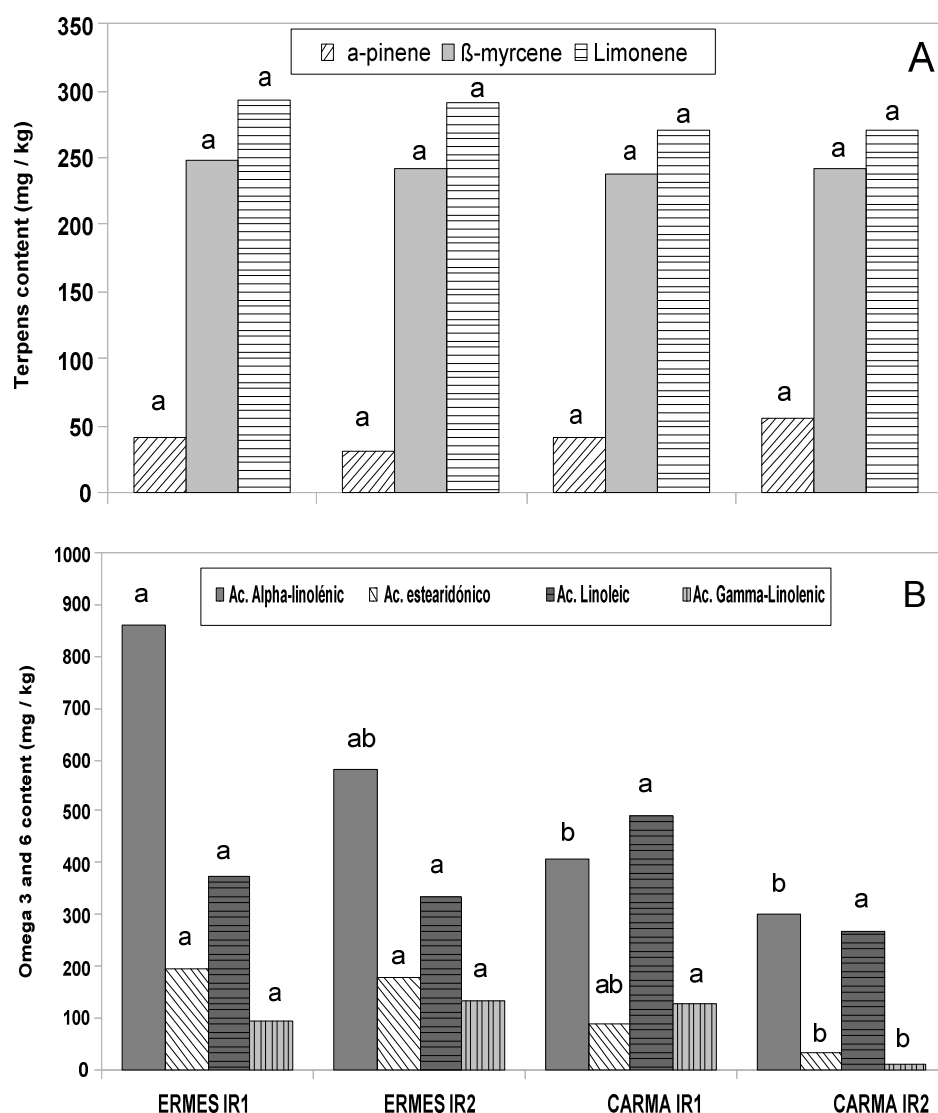 350
300
250
200
150
100
50
0
Terpens content (mg / kg)
a-pinene ß-myrcene Limonene
A
a a a
a a a
a a a
a a a
1000
900
800
700
600
500
400
300
200
100
0
Omega 3 and 6 content (mg / kg)
Ac. Alpha-linolénic Ac. estearidónico Ac. Linoleic Ac. Gamma-Linolenic
B
a a a a
ab a a a
b ab a a
b b a b
ERMES IR1 ERMES IR2 CARMA IR1 CARMA IR2